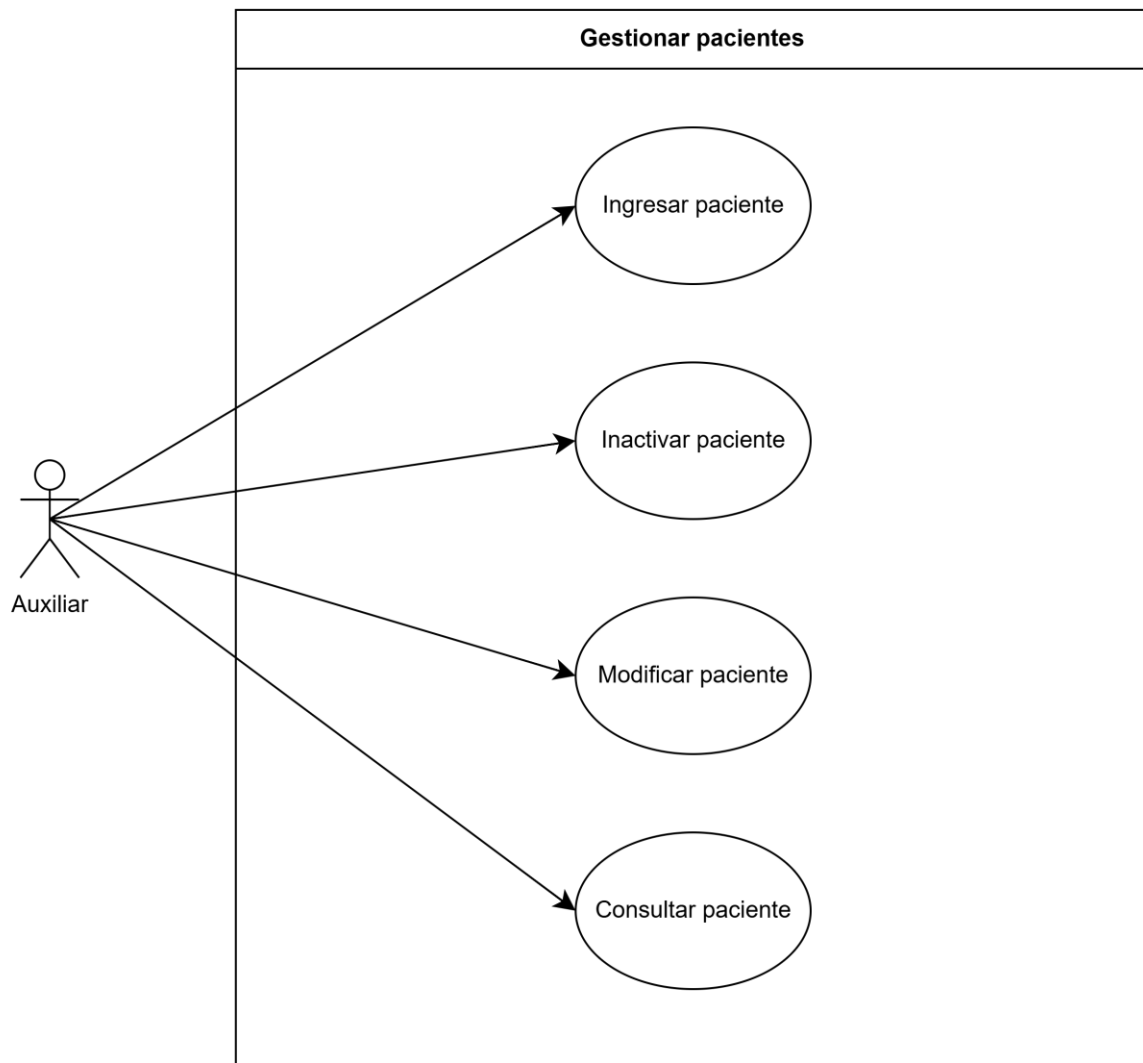 Gestionar pacientes
Ingresar paciente
Inactivar paciente
Auxiliar
Modificar paciente
Consultar paciente